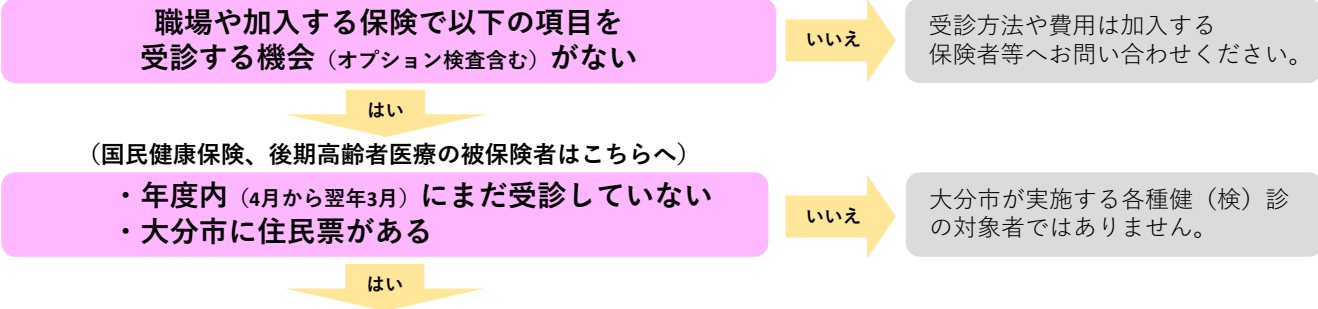 職場や加入する保険で以下の項目を
受診する機会（オプション検査含む）がない
いいえ
受診方法や費用は加入する
保険者等へお問い合わせください。
はい
（国民健康保険、後期高齢者医療の被保険者はこちらへ）
・年度内（4月から翌年3月）にまだ受診していない
・大分市に住民票がある
いいえ
大分市が実施する各種健（検）診
の対象者ではありません。
はい